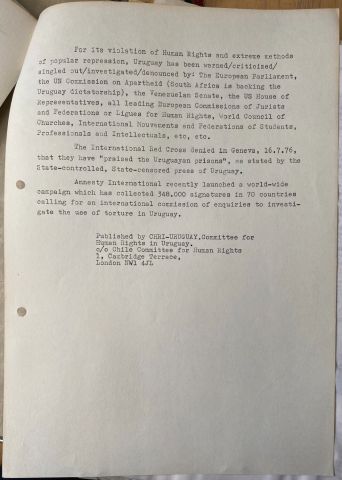 For its violation of Human Rights and extreme methods
of popular repression, Uruguay has been warned/criticized/
singled out/investigated/denounced by: The European Parliament,
the UN Commission on Apartheid (South Africa is backing the
Uruguay dictatorship), the Venezuelan Senate, the US House of
Representatives, all leading European Commissions of Jurists
and Federations or Ligues for Human Rights, World Council of
Churches, International Movements and Federations of Students,
Professionals and Intellectuals, etc, etc.
The International Red Cross denied in Geneva, 16.7.76,
that they have "praised the Uruguayan prisons", as stated by the
State-controlled, State-censored press of Uruguay.
Amnesty International recently launched a world-wide
campaign which has collected 348,000 signatures in 70 countries
calling for an international commission of enquiries to investi-
gate the use of torture in Uruguay.
Published by CHRI-URUGUAY,Committee for
Human Rights in Uruguay.
c/o Chile Committee for Human Rights
1, Cambridge Terrace,
London NW1 4JL